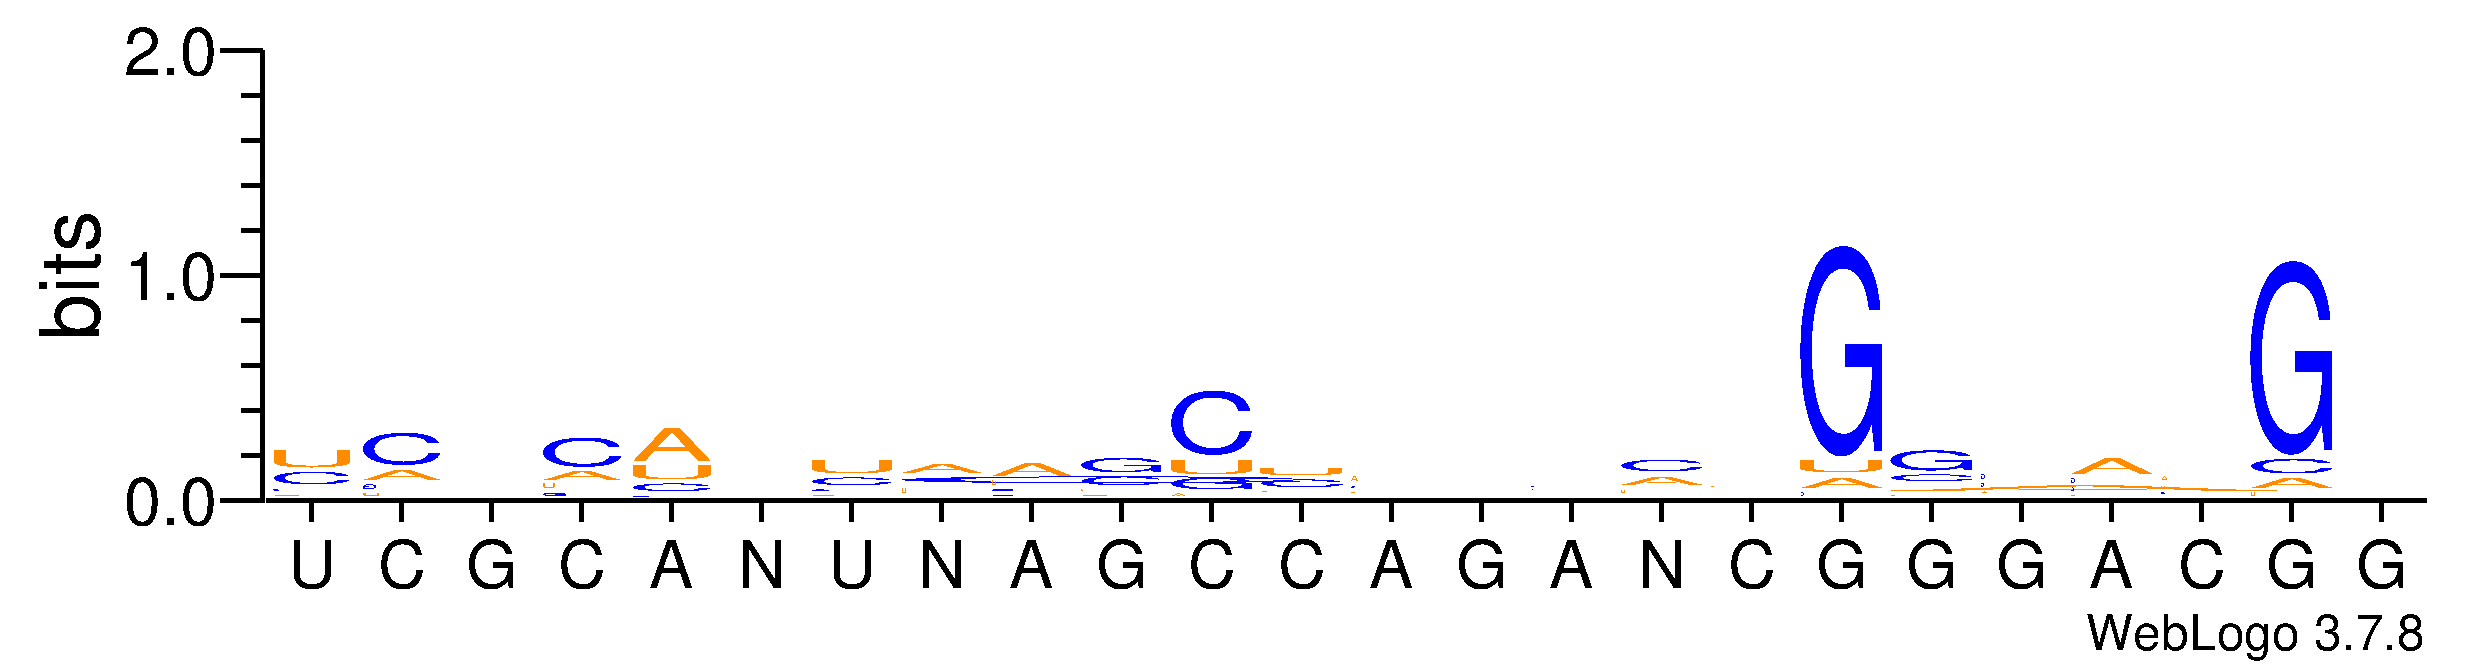 2.0
1.0
0.0
bits
U C G C A N U N A G C C A G A N C G G G A C G G
WebLogo 3.7.8